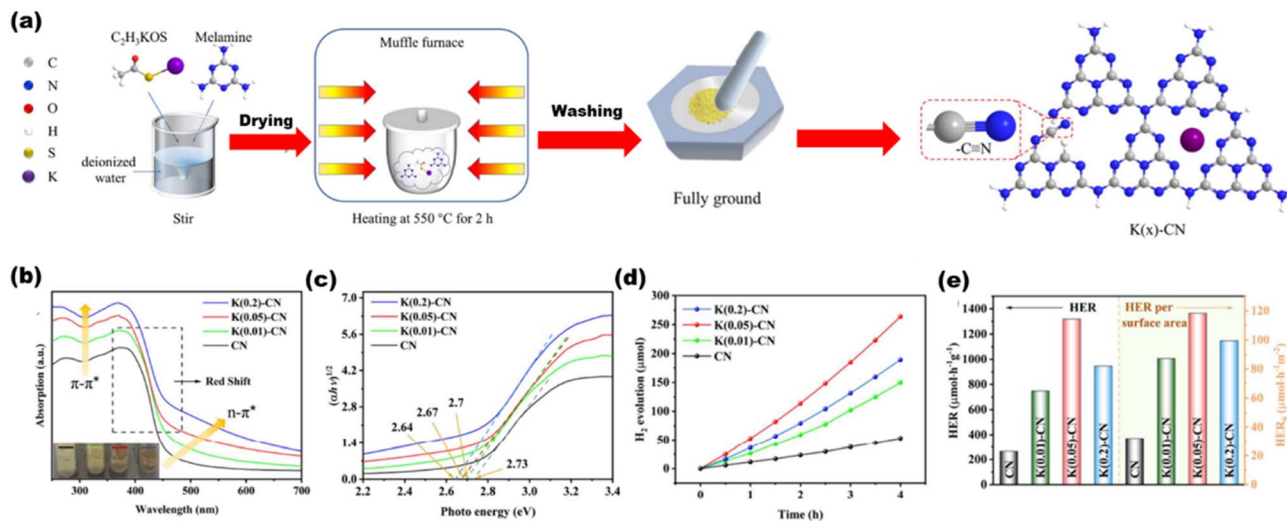 (a)
C₂H₃KOS
Melamine
C
N
O
H
S
K
deionized
water
Stir
Drying
Muffle furnace
Heating at 550 °C for 2 h
Washing
Fully ground
-C≡N
K(x)-CN
(b)
Absorption (a.u.)
K(0.2)-CN
K(0.05)-CN
K(0.01)-CN
CN
Red Shift
π-π*
n-π*
300 400 500 600 700
Wavelength (nm)
(c)
(αhν)^1/2
7.0
5.6
4.2
2.8
1.4
0.0
K(0.2)-CN
K(0.05)-CN
K(0.01)-CN
CN
2.7
2.67
2.64
2.73
2.2 2.4 2.6 2.8 3.0 3.2 3.4
Photo energy (eV)
(d)
H₂ evolution (μmol)
300
250
200
150
100
50
0
K(0.2)-CN
K(0.05)-CN
K(0.01)-CN
CN
0 1 2 3 4
Time (h)
(e)
HER (μmol·h⁻¹g⁻¹)
1400
1200
1000
800
600
400
200
0
HER
HER per
surface area
CN
K(0.01)-CN
K(0.05)-CN
K(0.2)-CN
CN
K(0.01)-CN
K(0.05)-CN
K(0.2)-CN
120
100
80
60
40
20
0
HERₛ (μmol·h⁻¹m⁻²)